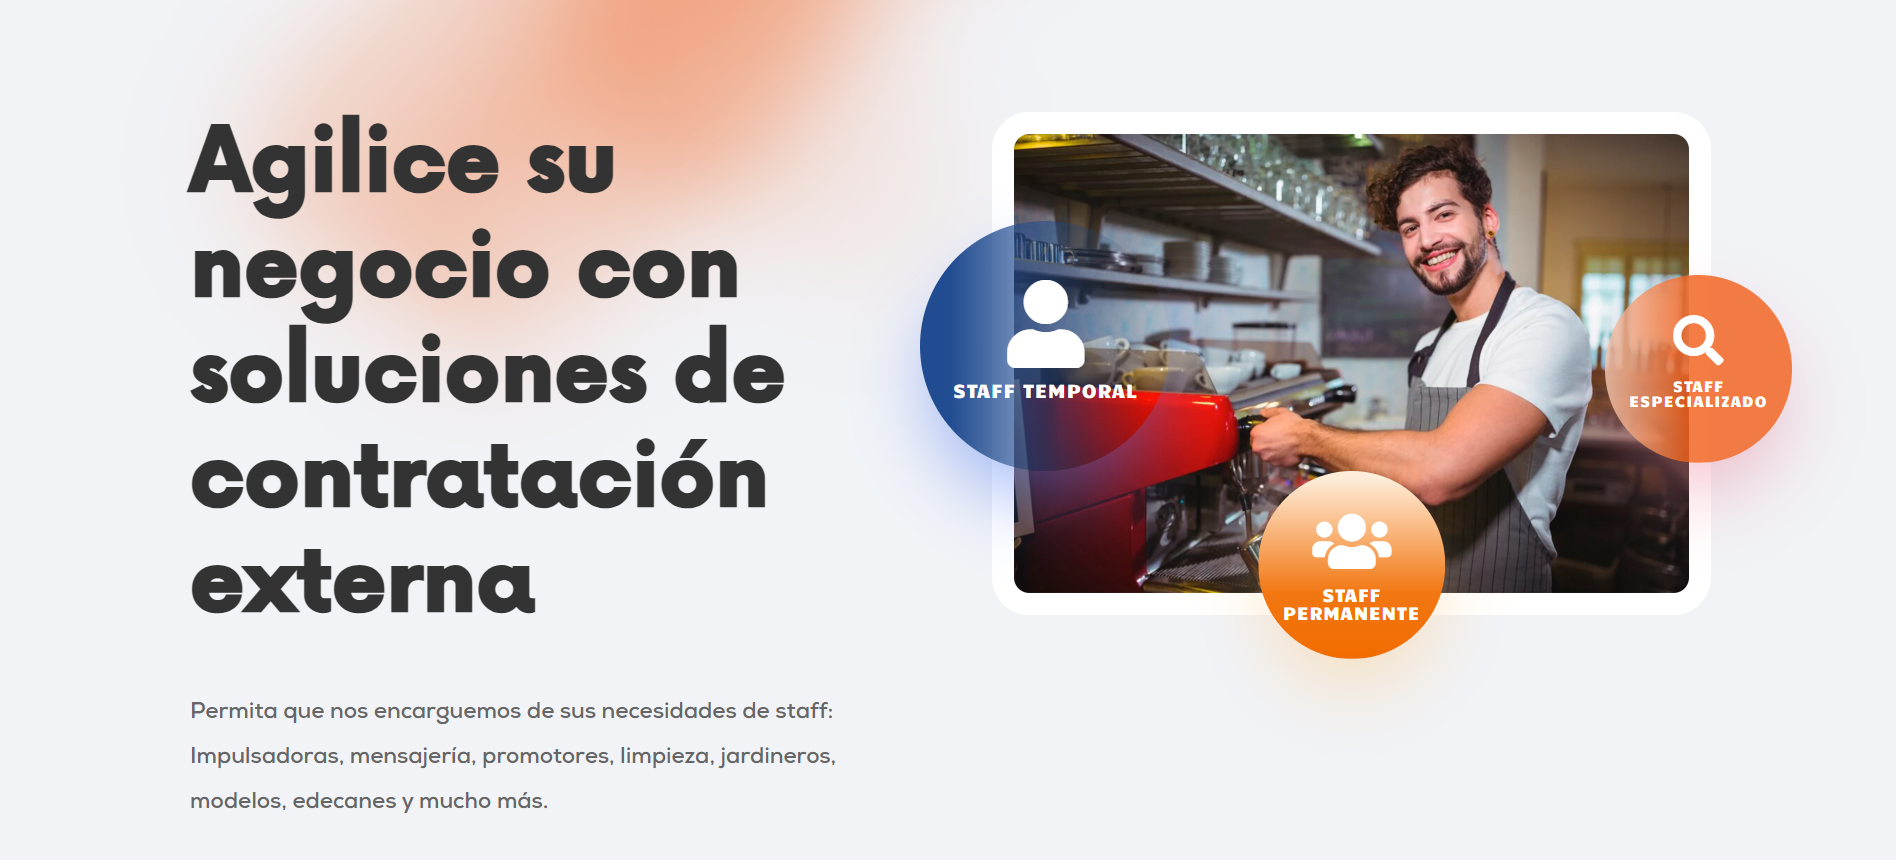 Agilice su
negocio con
soluciones de
contratación
externa
Permita que nos encarguemos de sus necesidades de staff:
Impulsadoras, mensajería, promotores, limpieza, jardineros,
modelos, edecanes y mucho más.
STAFF TEMPORAL
STAFF
ESPECIALIZADO
STAFF
PERMANENTE